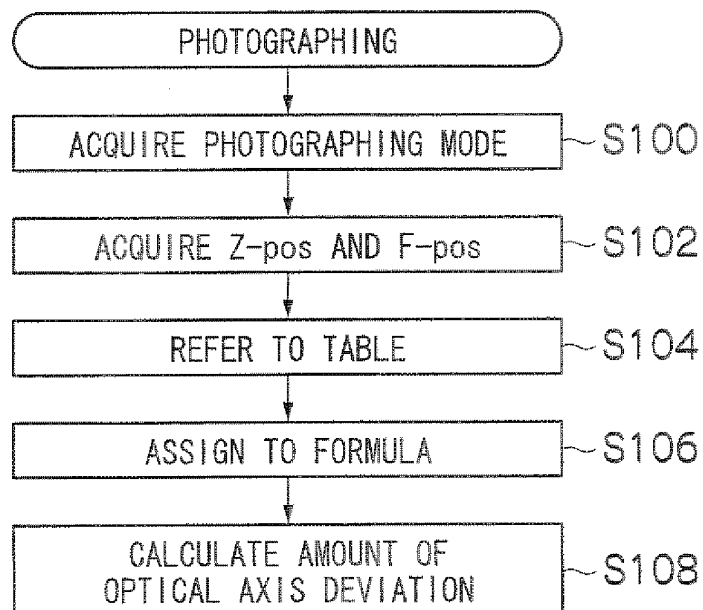 PHOTOGRAPHING
ACQUIRE PHOTOGRAPHING MODE S100
ACQUIRE Z-pos AND F-pos S102
REFER TO TABLE S104
ASSIGN TO FORMULA S106
CALCULATE AMOUNT OF
OPTICAL AXIS DEVIATION S108